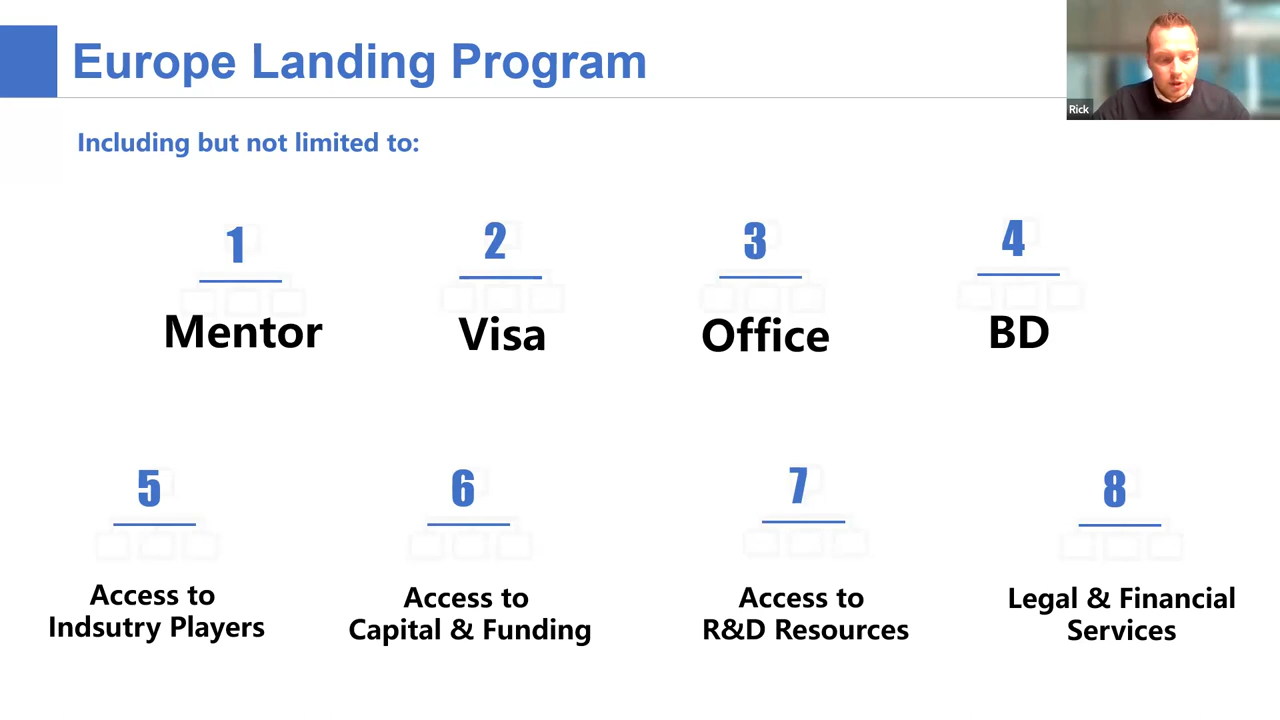 Europe Landing Program
Rick
Including but not limited to:
1
2
3
4
Mentor
Visa
Office
BD
5
6
7
8
Access to
Indsutry Players
Access to
Capital & Funding
Access to
R&D Resources
Legal & Financial
Services